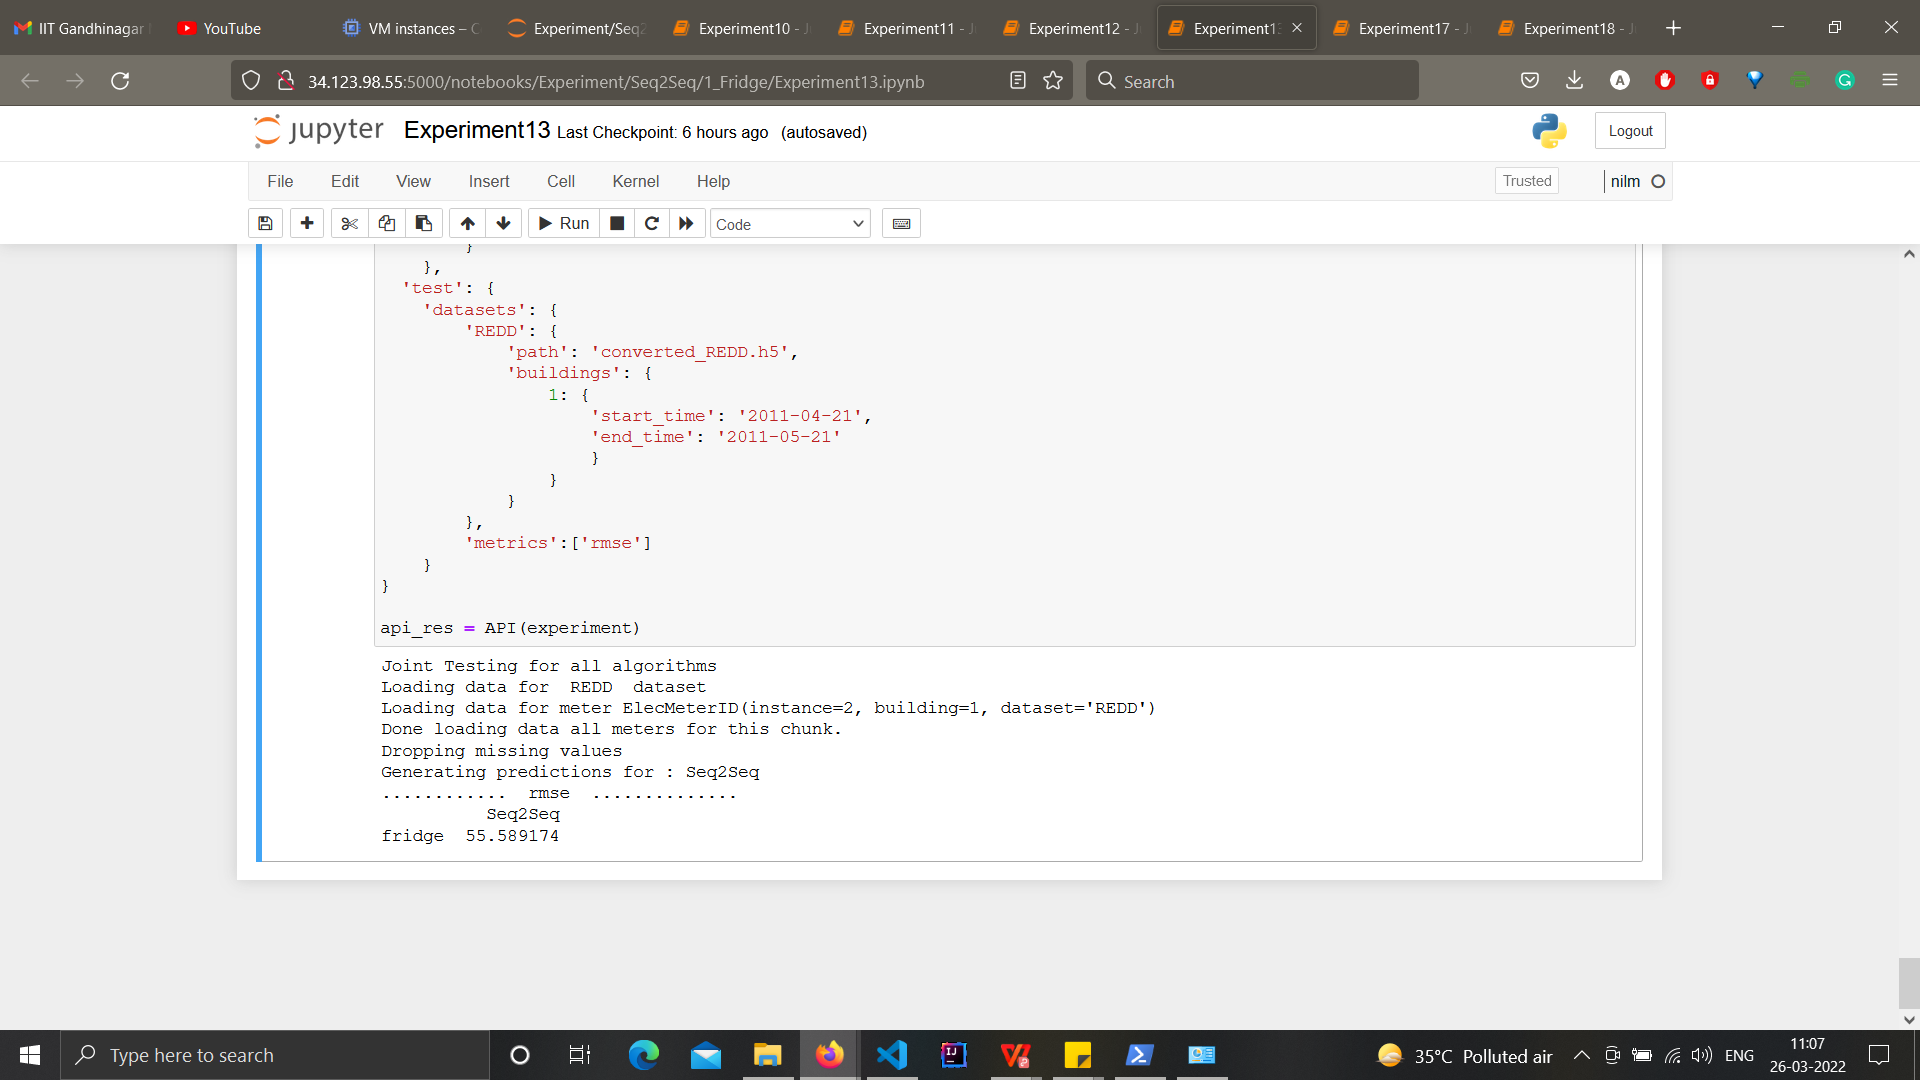 IIT Gandhinagar
YouTube
VM instances – C
Experiment/Seq2
Experiment10 - J
Experiment11 - J
Experiment12 - J
Experiment13
Experiment17 - J
Experiment18 - J
34.123.98.55:5000/notebooks/Experiment/Seq2Seq/1_Fridge/Experiment13.ipynb
Search
jupyter Experiment13 Last Checkpoint: 6 hours ago (autosaved)
Logout
File Edit View Insert Cell Kernel Help
Trusted
nilm
Run
Code
}
},
'test': {
'datasets': {
'REDD': {
'path': 'converted_REDD.h5',
'buildings': {
1: {
'start_time': '2011-04-21',
'end_time': '2011-05-21'
}
}
}
},
'metrics':['rmse']
}
}
api_res = API(experiment)
Joint Testing for all algorithms
Loading data for  REDD  dataset
Loading data for meter ElecMeterID(instance=2, building=1, dataset='REDD')
Done loading data all meters for this chunk.
Dropping missing values
Generating predictions for : Seq2Seq
............  rmse  ..............
Seq2Seq
fridge  55.589174
Type here to search
35°C Polluted air
ENG
11:07
26-03-2022